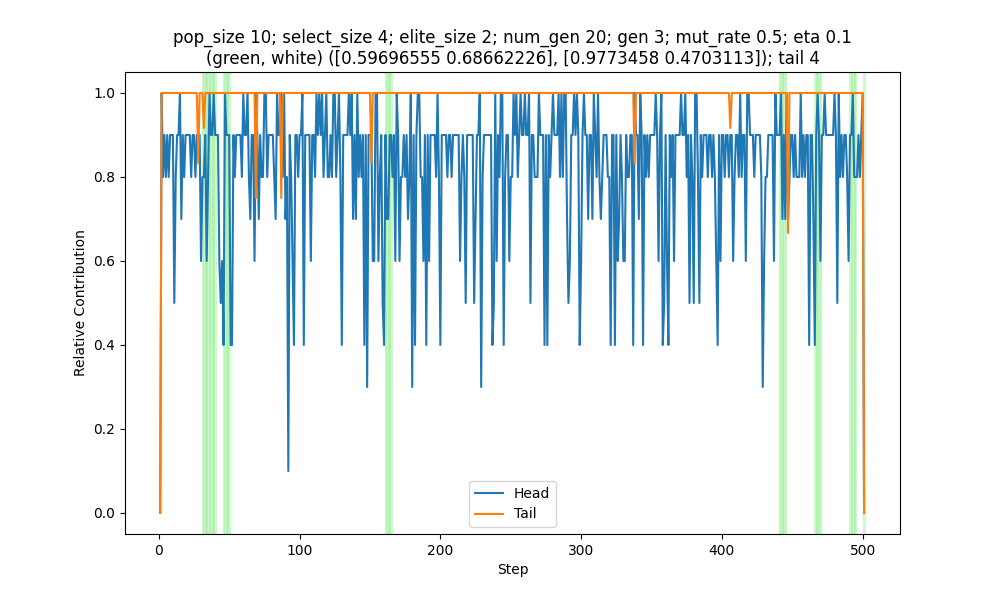 pop_size 10; select_size 4; elite_size 2; num_gen 20; gen 3; mut_rate 0.5; eta 0.1
(green, white) ([0.59696555 0.68662226], [0.9773458 0.4703113]); tail 4
Relative Contribution
1.0
0.8
0.6
0.4
0.2
0.0
Head
Tail
0
100
200
300
400
500
Step